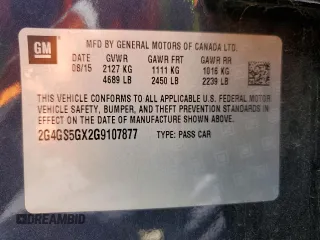 GM
MFD BY GENERAL MOTORS OF CANADA LTD.
DATE GVWR GAWR FRT GAWR RR
08/15 2127 KG 1111 KG 1016 KG
4689 LB 2450 LB 2239 LB
THIS VEHICLE CONFORMS TO ALL APPLICABLE U.S. FEDERAL MOTOR
VEHICLE SAFETY, BUMPER, AND THEFT PREVENTION STANDARDS IN
EFFECT ON THE DATE OF MANUFACTURE SHOWN ABOVE.
2G4GS5GX2G9107877 TYPE: PASS CAR
DREAMBID